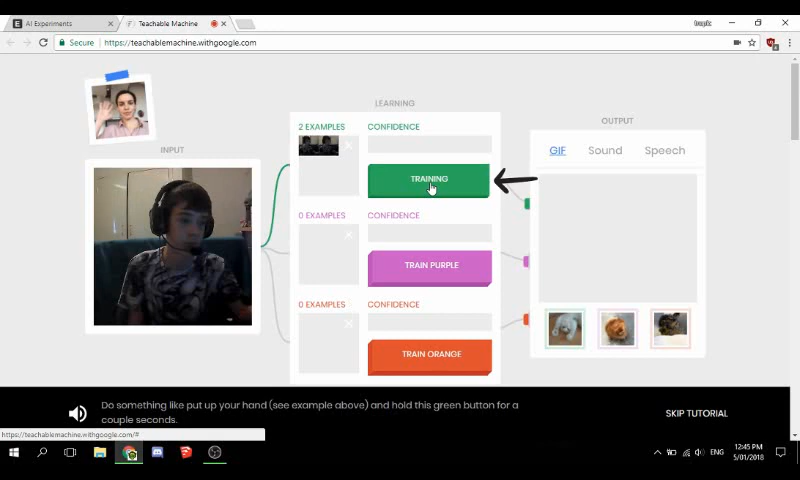 AI Experiments
Teachable Machine
Secure
https://teachablemachine.withgoogle.com
LEARNING
INPUT
OUTPUT
2 EXAMPLES
CONFIDENCE
TRAINING
0 EXAMPLES
CONFIDENCE
TRAIN PURPLE
0 EXAMPLES
CONFIDENCE
TRAIN ORANGE
GIF
Sound
Speech
Do something like put up your hand (see example above) and hold this green button for a
couple seconds.
SKIP TUTORIAL
https://teachablemachine.withgoogle.com/#
ENG
12:45 PM
5/01/2018